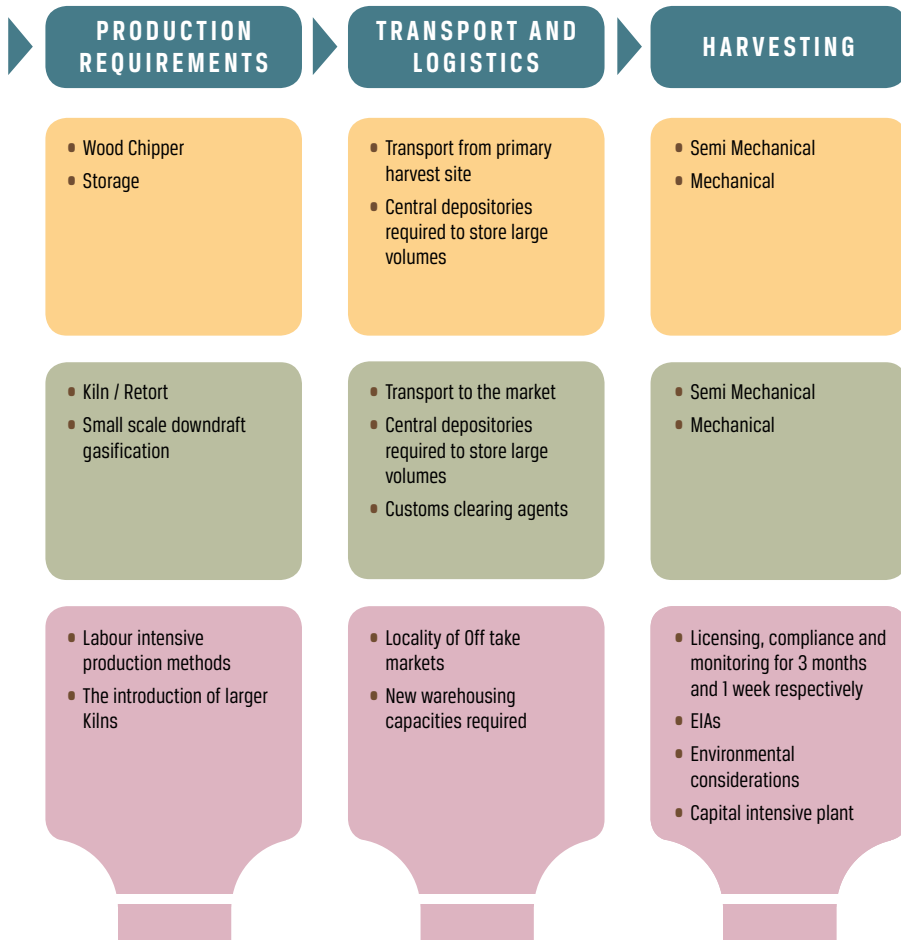 PRODUCTION
REQUIREMENTS
TRANSPORT AND
LOGISTICS
HARVESTING
• Wood Chipper
• Storage
• Transport from primary
harvest site
• Central depositories
required to store large
volumes
• Semi Mechanical
• Mechanical
• Kiln / Retort
• Small scale downdraft
gasification
• Transport to the market
• Central depositories
required to store large
volumes
• Customs clearing agents
• Semi Mechanical
• Mechanical
• Labour intensive
production methods
• The introduction of larger
Kilns
• Locality of Off take
markets
• New warehousing
capacities required
• Licensing, compliance and
monitoring for 3 months
and 1 week respectively
• EIAs
• Environmental
considerations
• Capital intensive plant